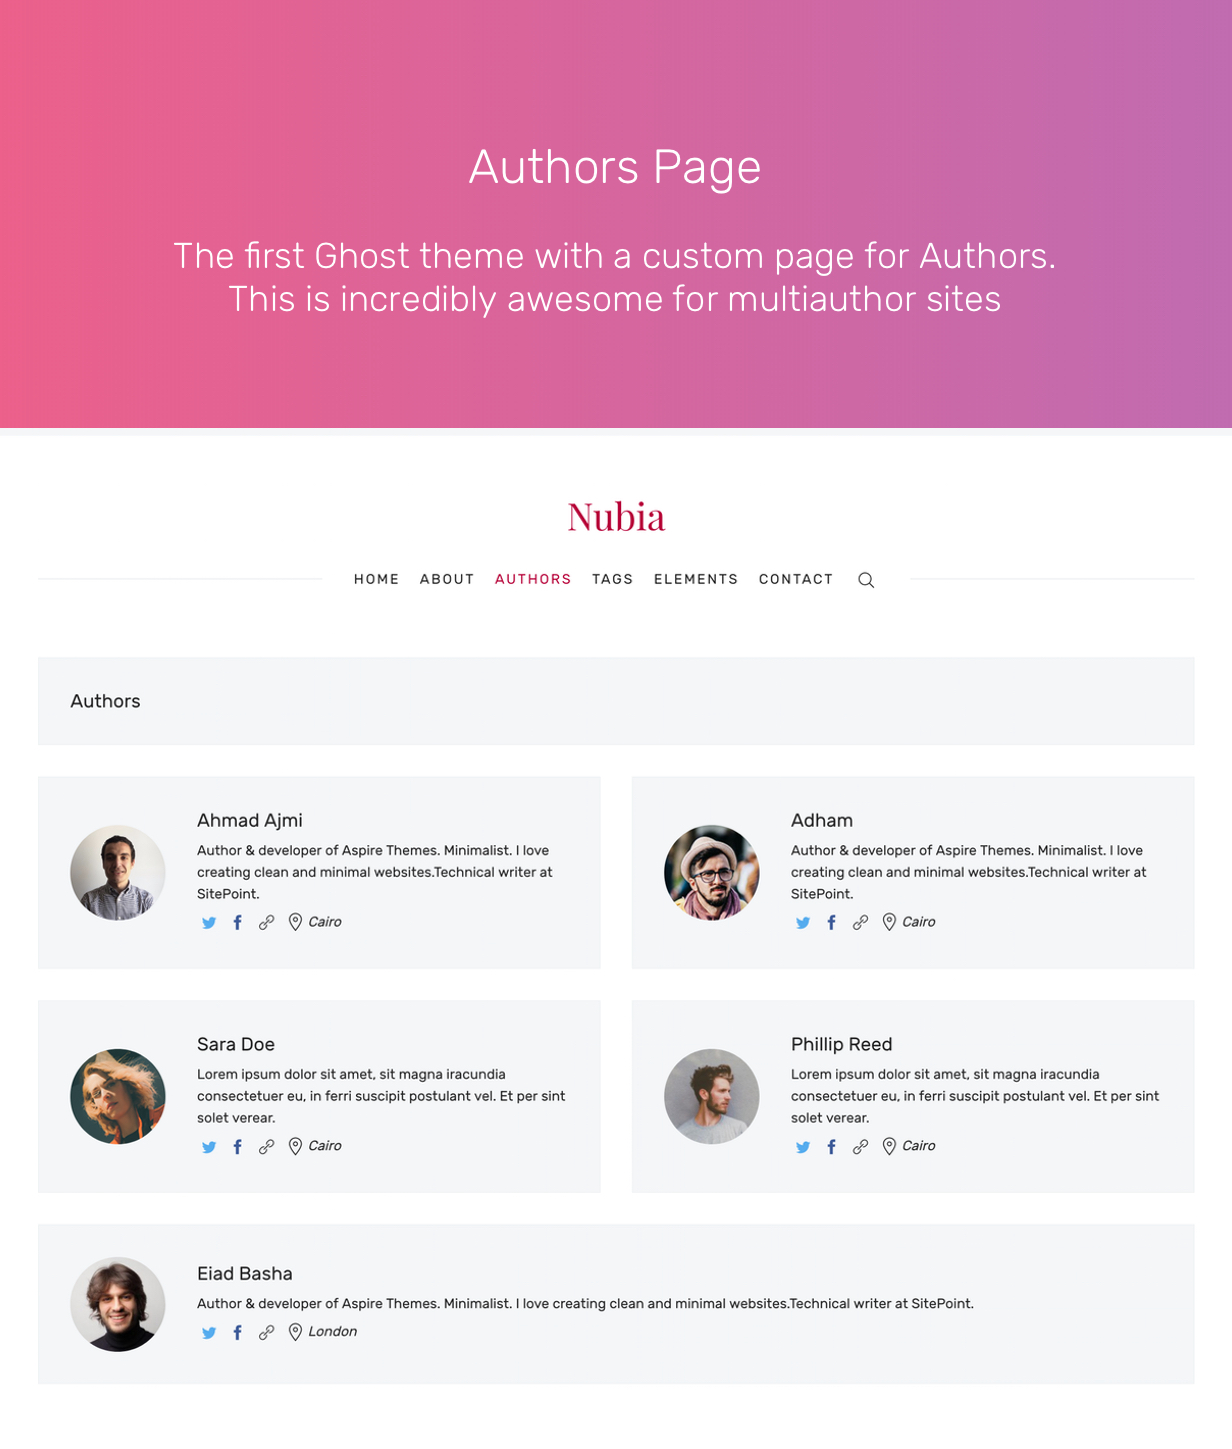 Authors Page
The first Ghost theme with a custom page for Authors.
This is incredibly awesome for multiauthor sites
Nubia
HOME ABOUT AUTHORS TAGS ELEMENTS CONTACT
Authors
Ahmad Ajmi
Author & developer of Aspire Themes. Minimalist. I love
creating clean and minimal websites.Technical writer at
SitePoint.
Cairo
Adham
Author & developer of Aspire Themes. Minimalist. I love
creating clean and minimal websites.Technical writer at
SitePoint.
Cairo
Sara Doe
Lorem ipsum dolor sit amet, sit magna iracundia
consectetuer eu, in ferri suscipit postulant vel. Et per sint
solet verear.
Cairo
Phillip Reed
Lorem ipsum dolor sit amet, sit magna iracundia
consectetuer eu, in ferri suscipit postulant vel. Et per sint
solet verear.
Cairo
Eiad Basha
Author & developer of Aspire Themes. Minimalist. I love creating clean and minimal websites.Technical writer at SitePoint.
London